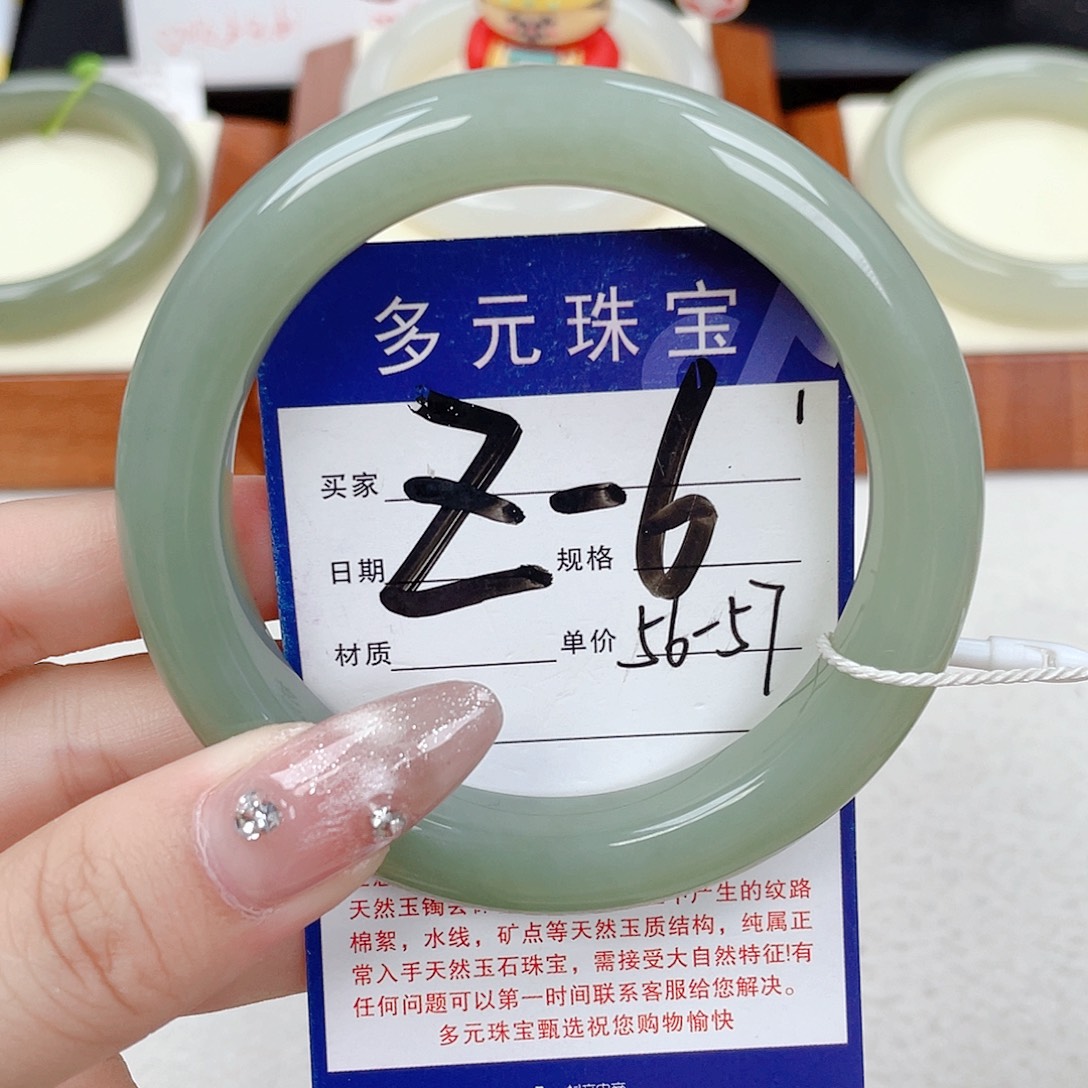 多元珠宝
Z-6
买家
日期 规格
材质 单价 56-57
天然玉镯会 产生的纹路
棉絮，水线，矿点等天然玉质结构，纯属正
常入手天然玉石珠宝，需接受大自然特征!有
任何问题可以第一时间联系客服给您解决。
多元珠宝甄选祝您购物愉快